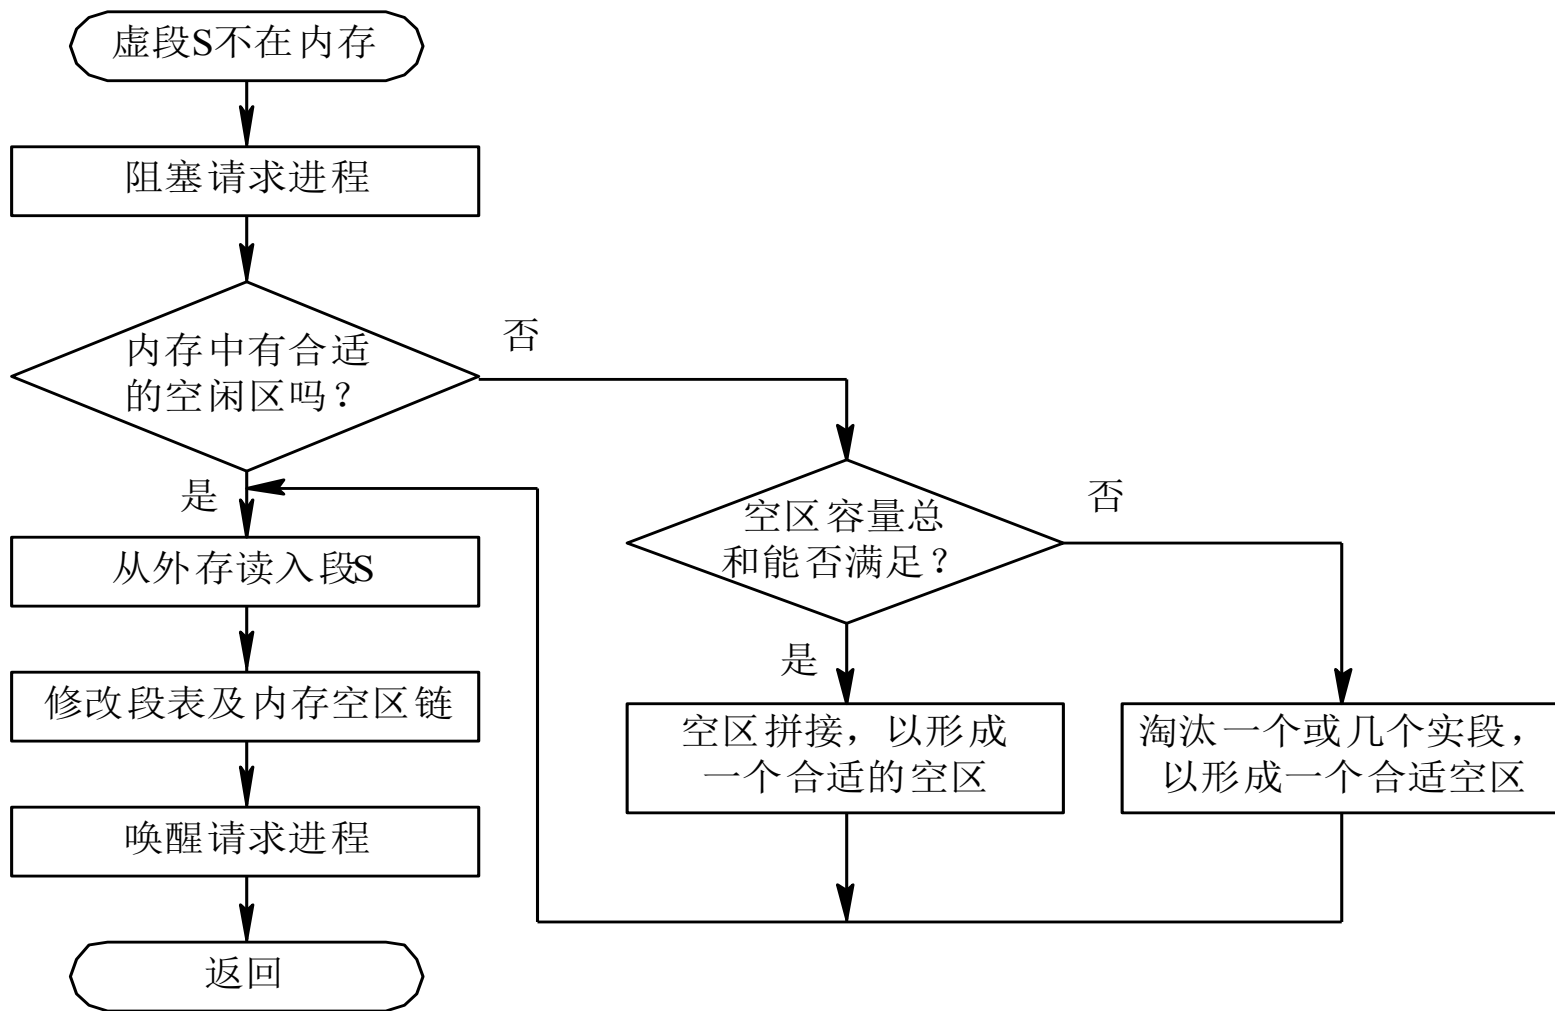 虚段S不在内存
阻塞请求进程
内存中有合适
的空闲区吗？
否
是
从外存读入段S
修改段表及内存空区链
唤醒请求进程
返回
空区容量总
和能否满足？
否
是
空区拼接，以形成
一个合适的空区
淘汰一个或几个实段，
以形成一个合适空区